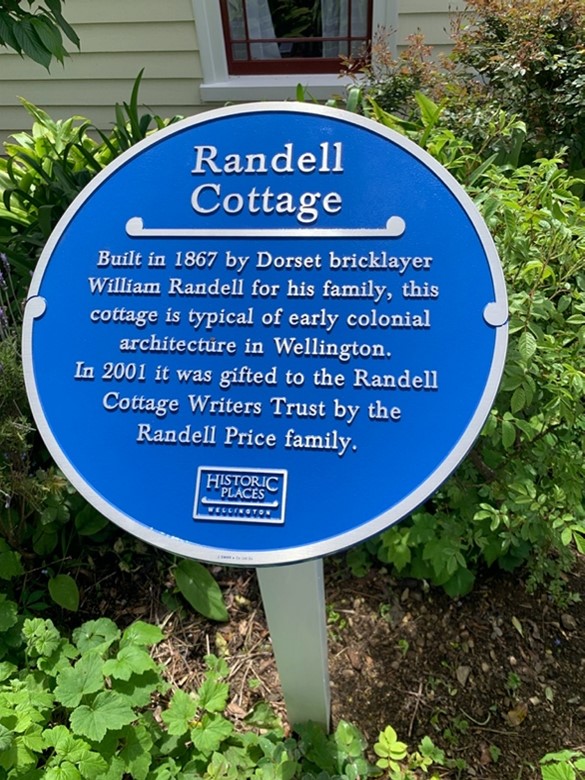 Randell
Cottage
Built in 1867 by Dorset bricklayer
William Randell for his family, this
cottage is typical of early colonial
architecture in Wellington.
In 2001 it was gifted to the Randell
Cottage Writers Trust by the
Randell Price family.
HISTORIC
PLACES
WELLINGTON